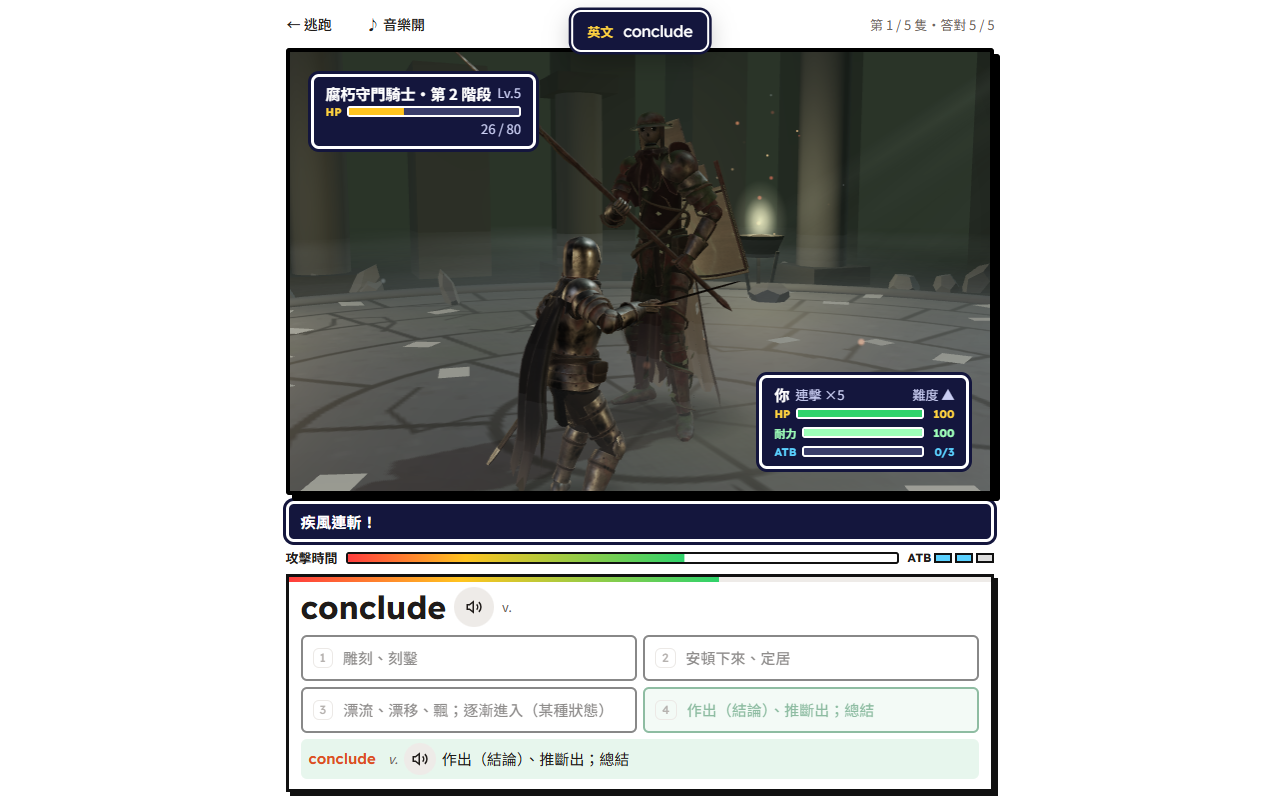 ← 逃跑
♪ 音樂開
英文 conclude
第 1 / 5 隻・答對 5 / 5
腐朽守門騎士・第 2 階段 Lv.5
HP
26 / 80
你 連擊 ×5 難度 ▲
HP 100
耐力 100
ATB 0/3
疾風連斬！
攻擊時間 ATB
conclude v.
1 雕刻、刻鑿
2 安頓下來、定居
3 漂流、漂移、飄；逐漸進入（某種狀態）
4 作出（結論）、推斷出；總結
conclude v. 作出（結論）、推斷出；總結